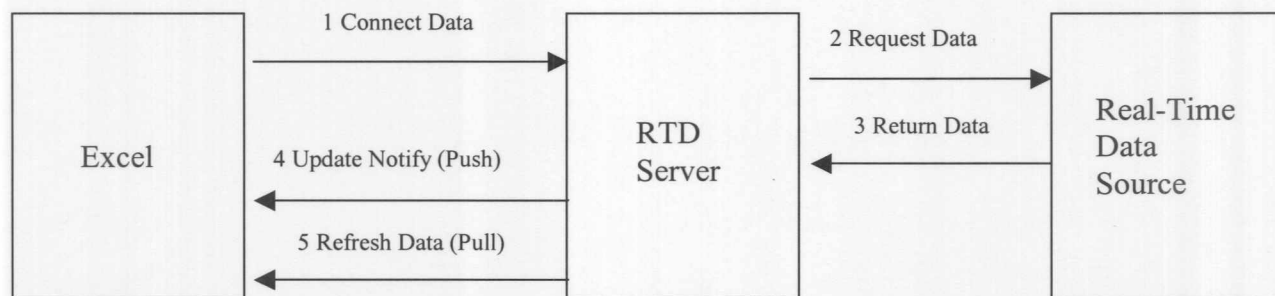 1 Connect Data
2 Request Data
Excel
RTD
Server
Real-Time
Data
Source
3 Return Data
4 Update Notify (Push)
5 Refresh Data (Pull)